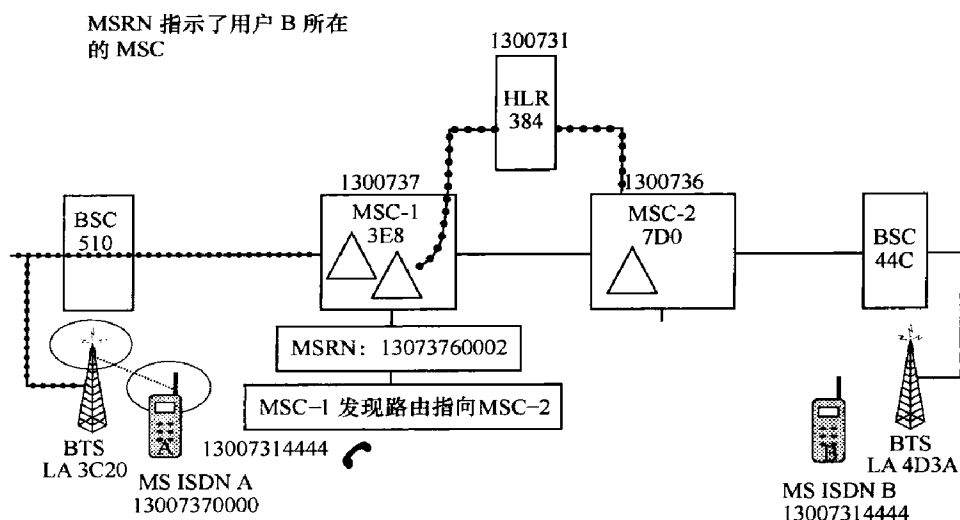 MSRN 指示了用户 B 所在
的 MSC
1300731
HLR
384
1300737
1300736
BSC
510
MSC-1
3E8
MSC-2
7D0
BSC
44C
MSRN：13073760002
MSC-1 发现路由指向MSC-2
A
BTS
LA 3C20
13007314444
MS ISDN A
13007370000
B
BTS
LA 4D3A
MS ISDN B
13007314444